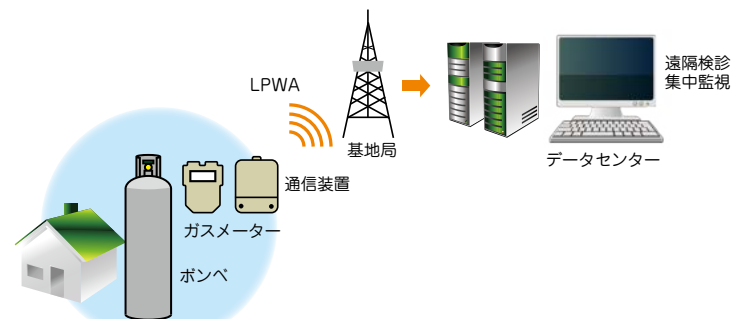 LPWA
基地局
遠隔検診
集中監視
データセンター
通信装置
ガスメーター
ボンベ